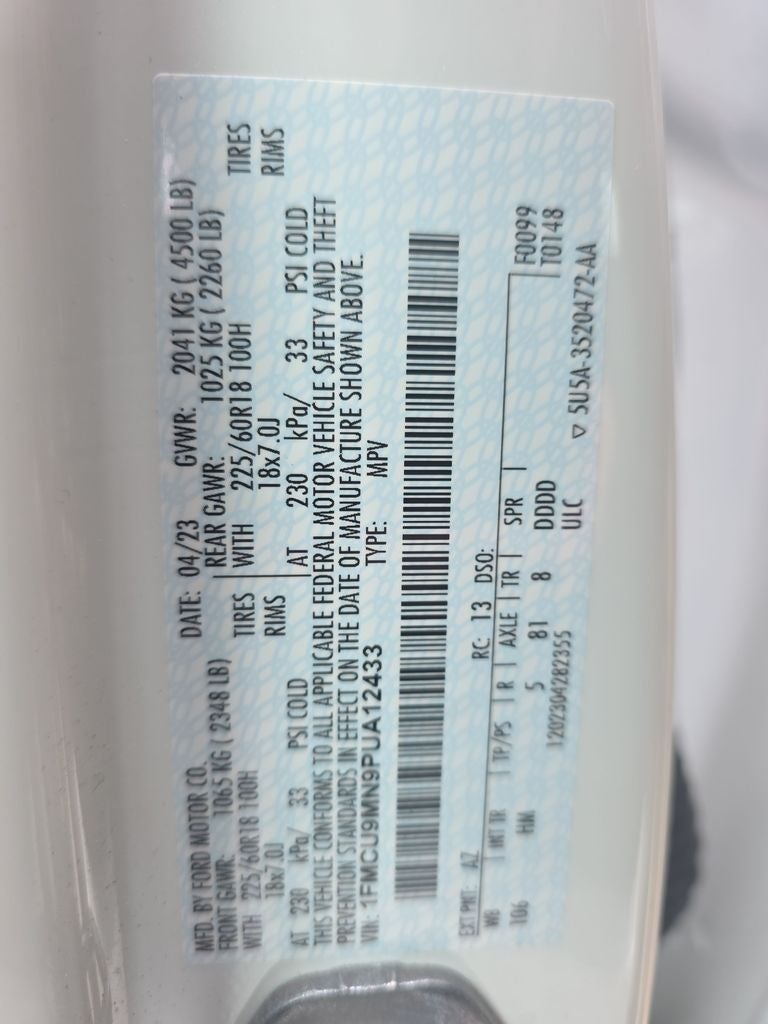 MFD. BY FORD MOTOR CO. DATE: 04/23 GVWR: 2041 KG ( 4500 LB)
FRONT GAWR: 1065 KG ( 2348 LB) REAR GAWR: 1025 KG ( 2260 LB)
WITH 225/60R18 100H TIRES WITH 225/60R18 100H TIRES
18x7.0J RIMS 18x7.0J RIMS
AT 230 kPa/ 33 PSI COLD AT 230 kPa/ 33 PSI COLD
THIS VEHICLE CONFORMS TO ALL APPLICABLE FEDERAL MOTOR VEHICLE SAFETY AND THEFT
PREVENTION STANDARDS IN EFFECT ON THE DATE OF MANUFACTURE SHOWN ABOVE.
VIN: 1FMCU9MN9PUA12433 TYPE: MPV
EXT PNT: AZ RC: 13 DSO:
WB INT TR TP/PS R AXLE TR SPR F0099
106 HM 5 81 8 DDDD T0148
ULC
1202304282355 ▽ 5U5A-3520472-AA